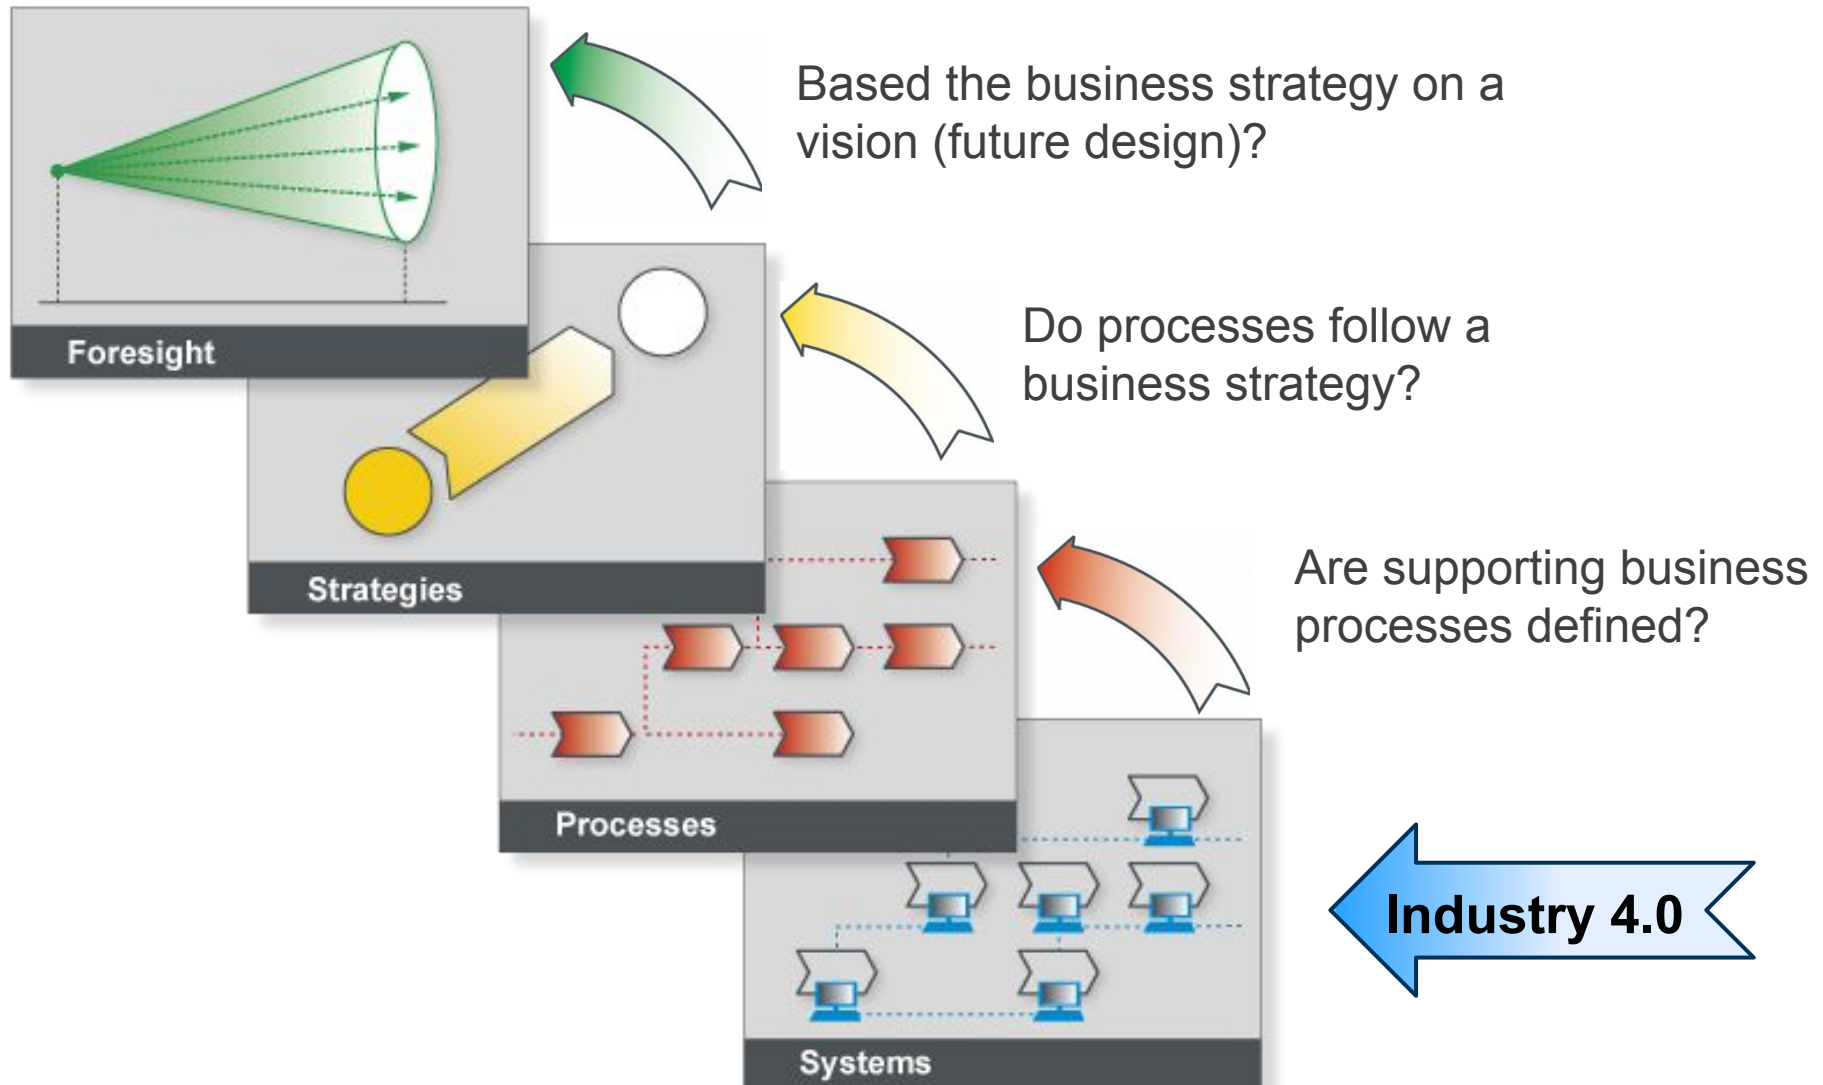 Based the business strategy on a
vision (future design)?
Foresight
Do processes follow a
business strategy?
Strategies
Are supporting business
processes defined?
Processes
Industry 4.0
Systems